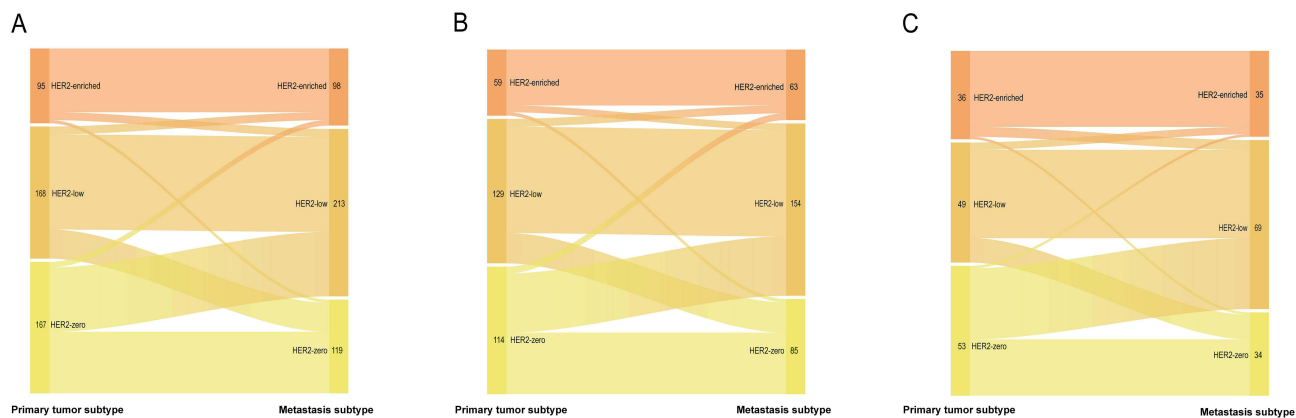 A
95 HER2-enriched
HER2-enriched 98
168 HER2-low
HER2-low 213
167 HER2-zero
HER2-zero 119
Primary tumor subtype
Metastasis subtype
B
59 HER2-enriched
HER2-enriched 63
129 HER2-low
HER2-low 154
114 HER2-zero
HER2-zero 85
Primary tumor subtype
Metastasis subtype
C
36 HER2-enriched
HER2-enriched 35
49 HER2-low
HER2-low 69
53 HER2-zero
HER2-zero 34
Primary tumor subtype
Metastasis subtype